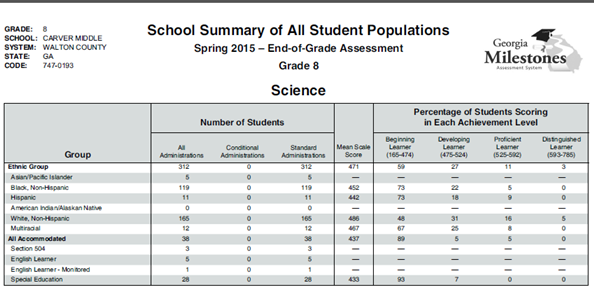 GRADE: 8
SCHOOL: CARVER MIDDLE
SYSTEM: WALTON COUNTY
STATE: GA
CODE: 747-0193
School Summary of All Student Populations
Spring 2015 – End-of-Grade Assessment
Grade 8
Georgia
Milestones
Assessment System
Science
Number of Students
Percentage of Students Scoring
in Each Achievement Level
Group
All
Administrations
Conditional
Administrations
Standard
Administrations
Mean Scale
Score
Beginning
Learner
(165-474)
Developing
Learner
(475-524)
Proficient
Learner
(525-592)
Distinguished
Learner
(593-785)
Ethnic Group 312 0 312 471 59 27 11 3
Asian/Pacific Islander 5 0 5 — — — — —
Black, Non-Hispanic 119 0 119 452 73 22 5 0
Hispanic 11 0 11 442 73 18 9 0
American Indian/Alaskan Native 0 0 0 — — — — —
White, Non-Hispanic 165 0 165 486 48 31 16 5
Multiracial 12 0 12 467 67 25 8 0
All Accommodated 38 0 38 437 89 5 5 0
Section 504 3 0 3 — — — — —
English Learner 5 0 5 — — — — —
English Learner - Monitored 1 0 1 — — — — —
Special Education 28 0 28 433 93 7 0 0